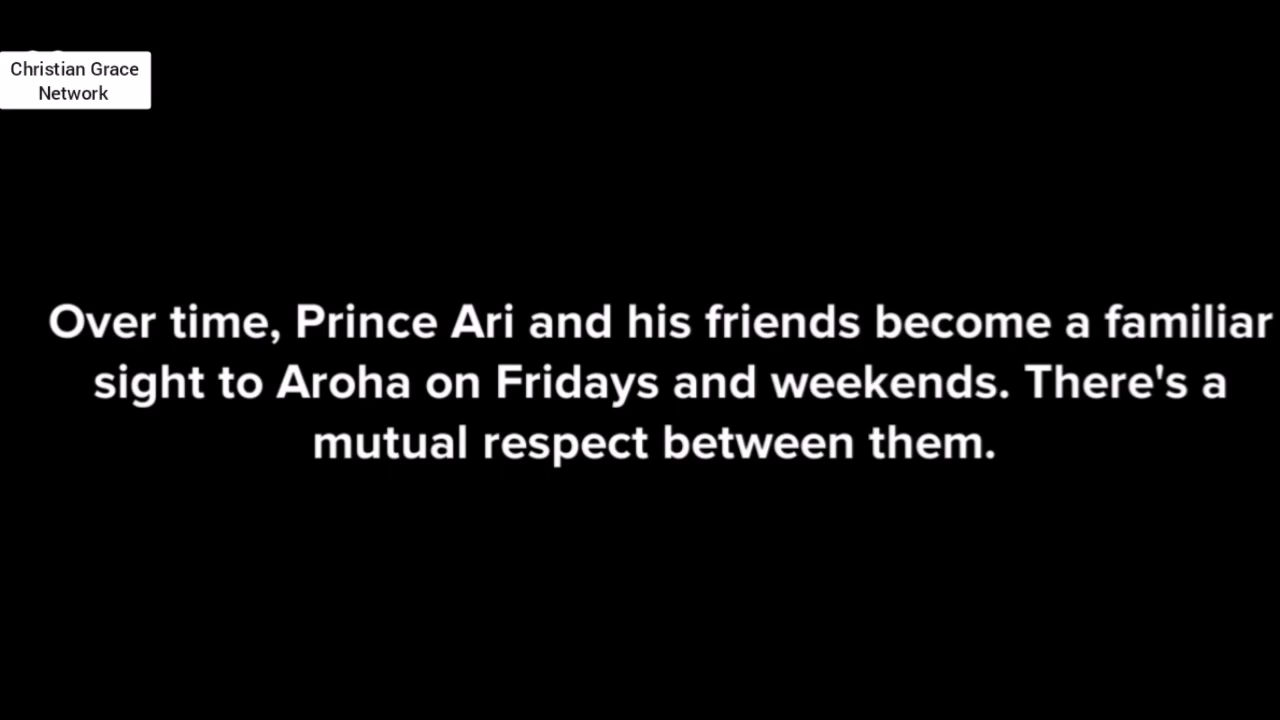 Christian Grace
Network
Over time, Prince Ari and his friends become a familiar
sight to Aroha on Fridays and weekends. There's a
mutual respect between them.